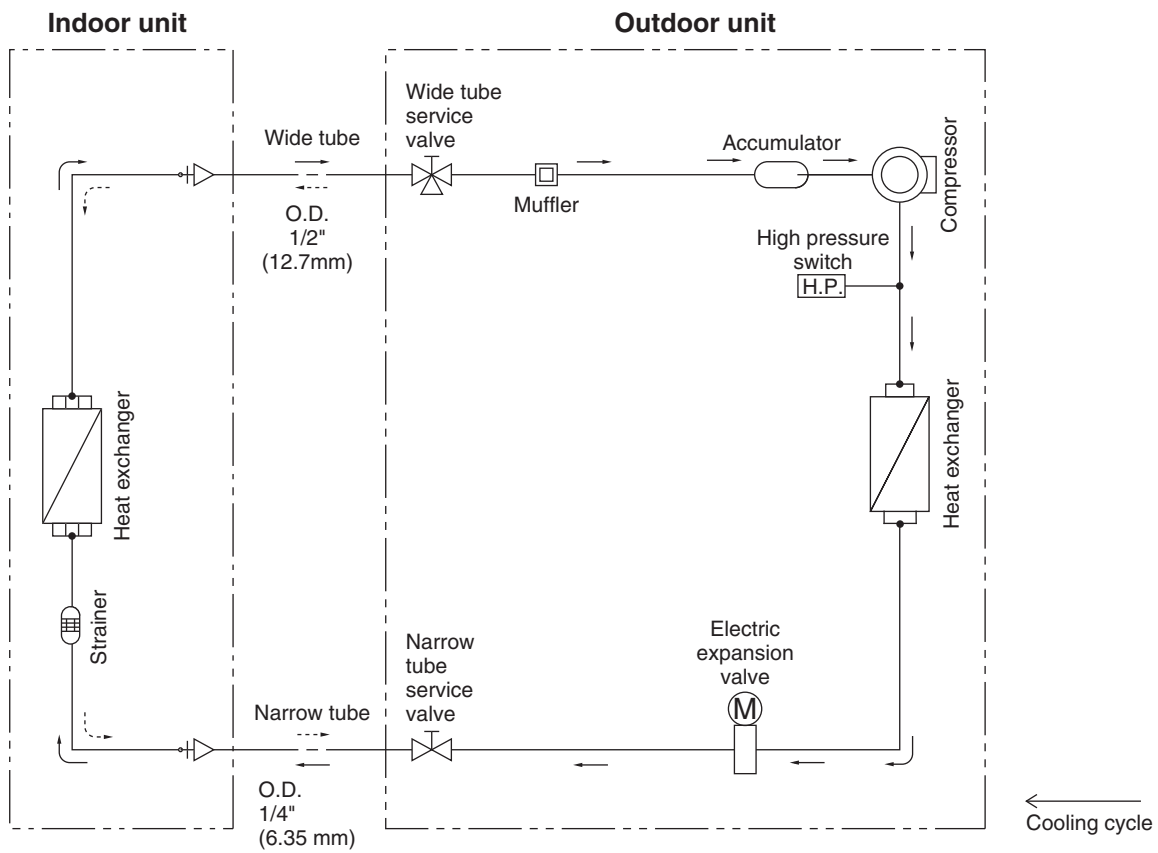 Indoor unit
Outdoor unit
Wide tube
service
valve
Wide tube
Accumulator
Compressor
Muffler
O.D.
1/2"
(12.7mm)
High pressure
switch
H.P.
Heat exchanger
Heat exchanger
Strainer
Narrow
tube
service
valve
Electric
expansion
valve
M
Narrow tube
O.D.
1/4"
(6.35 mm)
Cooling cycle